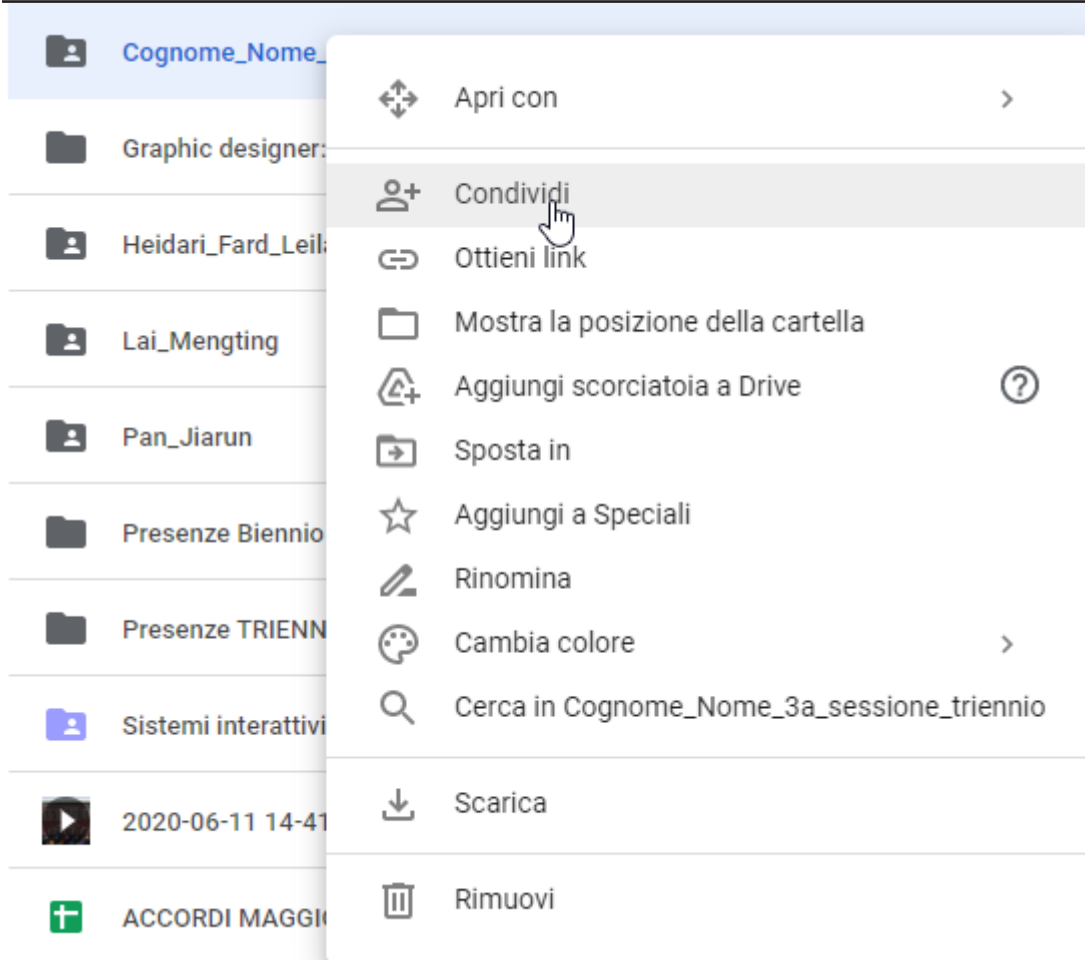 Cognome_Nome_
Graphic designer:
Heidari_Fard_Leil
Lai_Mengting
Pan_Jiarun
Presenze Biennio
Presenze TRIENN
Sistemi interattivi
2020-06-11 14-41
ACCORDI MAGGI
Apri con
Condividi
Ottieni link
Mostra la posizione della cartella
Aggiungi scorciatoia a Drive
Sposta in
Aggiungi a Speciali
Rinomina
Cambia colore
Cerca in Cognome_Nome_3a_sessione_triennio
Scarica
Rimuovi